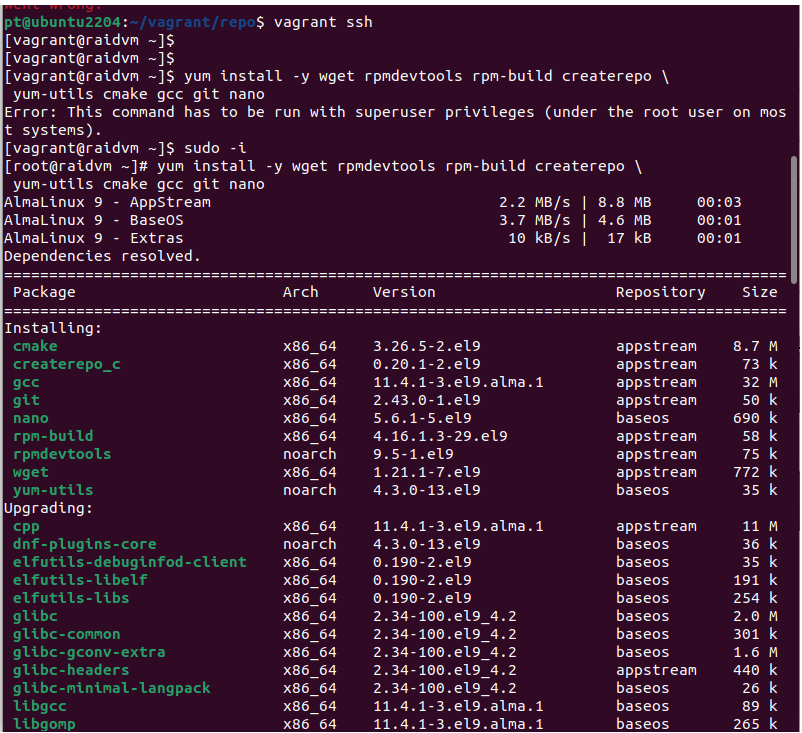 went wrong.
pt@ubuntu2204:~/vagrant/repo$ vagrant ssh
[vagrant@raidvm ~]$
[vagrant@raidvm ~]$
[vagrant@raidvm ~]$ yum install -y wget rpmdevtools rpm-build createrepo \
 yum-utils cmake gcc git nano
Error: This command has to be run with superuser privileges (under the root user on mos
t systems).
[vagrant@raidvm ~]$ sudo -i
[root@raidvm ~]# yum install -y wget rpmdevtools rpm-build createrepo \
 yum-utils cmake gcc git nano
AlmaLinux 9 - AppStream 2.2 MB/s | 8.8 MB 00:03
AlmaLinux 9 - BaseOS 3.7 MB/s | 4.6 MB 00:01
AlmaLinux 9 - Extras 10 kB/s | 17 kB 00:01
Dependencies resolved.
=======================================================================================
Package Arch Version Repository Size
=======================================================================================
Installing:
cmake x86_64 3.26.5-2.el9 appstream 8.7 M
createrepo_c x86_64 0.20.1-2.el9 appstream 73 k
gcc x86_64 11.4.1-3.el9.alma.1 appstream 32 M
git x86_64 2.43.0-1.el9 appstream 50 k
nano x86_64 5.6.1-5.el9 baseos 690 k
rpm-build x86_64 4.16.1.3-29.el9 appstream 58 k
rpmdevtools noarch 9.5-1.el9 appstream 75 k
wget x86_64 1.21.1-7.el9 appstream 772 k
yum-utils noarch 4.3.0-13.el9 baseos 35 k
Upgrading:
cpp x86_64 11.4.1-3.el9.alma.1 appstream 11 M
dnf-plugins-core noarch 4.3.0-13.el9 baseos 36 k
elfutils-debuginfod-client x86_64 0.190-2.el9 baseos 35 k
elfutils-libelf x86_64 0.190-2.el9 baseos 191 k
elfutils-libs x86_64 0.190-2.el9 baseos 254 k
glibc x86_64 2.34-100.el9_4.2 baseos 2.0 M
glibc-common x86_64 2.34-100.el9_4.2 baseos 301 k
glibc-gconv-extra x86_64 2.34-100.el9_4.2 baseos 1.6 M
glibc-headers x86_64 2.34-100.el9_4.2 appstream 440 k
glibc-minimal-langpack x86_64 2.34-100.el9_4.2 baseos 26 k
libgcc x86_64 11.4.1-3.el9.alma.1 baseos 89 k
libgomp x86_64 11.4.1-3.el9.alma.1 baseos 265 k